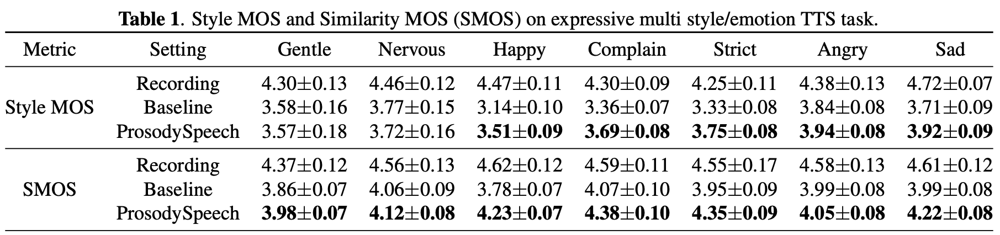 Table 1. Style MOS and Similarity MOS (SMOS) on expressive multi style/emotion TTS task.
Metric Setting Gentle Nervous Happy Complain Strict Angry Sad
Recording 4.30±0.13 4.46±0.12 4.47±0.11 4.30±0.09 4.25±0.11 4.38±0.13 4.72±0.07
Style MOS Baseline 3.58±0.16 3.77±0.15 3.14±0.10 3.36±0.07 3.33±0.08 3.84±0.08 3.71±0.09
ProsodySpeech 3.57±0.18 3.72±0.16 3.51±0.09 3.69±0.08 3.75±0.08 3.94±0.08 3.92±0.09
Recording 4.37±0.12 4.56±0.13 4.62±0.12 4.59±0.11 4.55±0.17 4.58±0.13 4.61±0.12
SMOS Baseline 3.86±0.07 4.06±0.09 3.78±0.07 4.07±0.10 3.95±0.09 3.99±0.08 3.99±0.08
ProsodySpeech 3.98±0.07 4.12±0.08 4.23±0.07 4.38±0.10 4.35±0.09 4.05±0.08 4.22±0.08